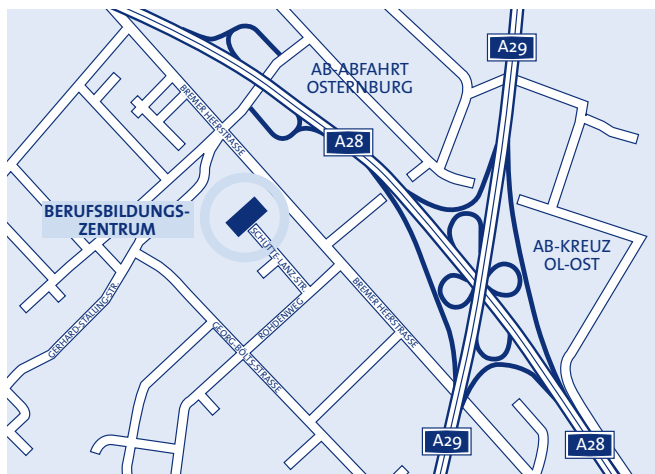 A29
AB-ABFAHRT
OSTERNBURG
BREMER HEERSTRASSE
A28
BERUFSBILDUNGS-
ZENTRUM
SCHÜTTE-LANZ-STR.
AB-KREUZ
OL-OST
GERHARD-STALLING-STR.
ROHDENWEG
BREMER HEERSTRASSE
GEORG-BÖLTS-STRASSE
A29
A28